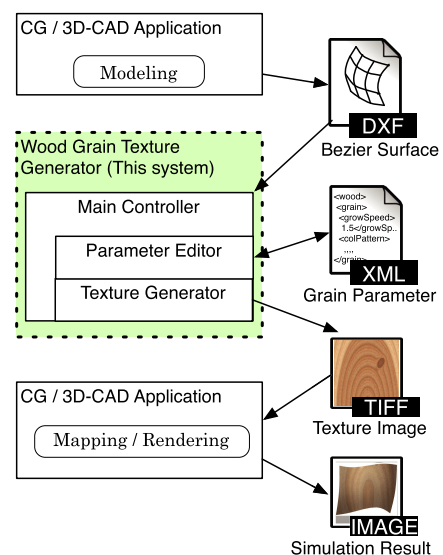 CG / 3D-CAD Application
Modeling
DXF
Bezier Surface
Wood Grain Texture
Generator (This system)
Main Controller
Parameter Editor
Texture Generator
<wood>
<grain>
<growSpeed>
1.5</growSp..
<colPattern>
,,,,
</grain>
XML
Grain Parameter
TIFF
Texture Image
CG / 3D-CAD Application
Mapping / Rendering
IMAGE
Simulation Result